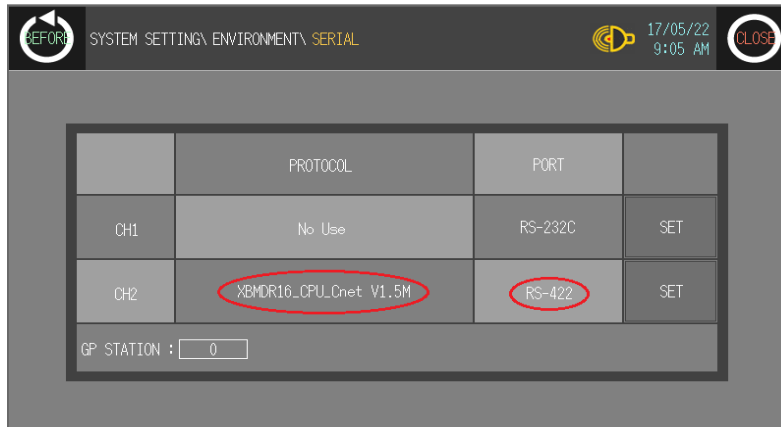 BEFORE SYSTEM SETTING\ ENVIRONMENT\ SERIAL 17/05/22
9:05 AM CLOSE
PROTOCOL PORT
CH1 No Use RS-232C SET
CH2 XBMDR16_CPU_Cnet V1.5M RS-422 SET
GP STATION : 0